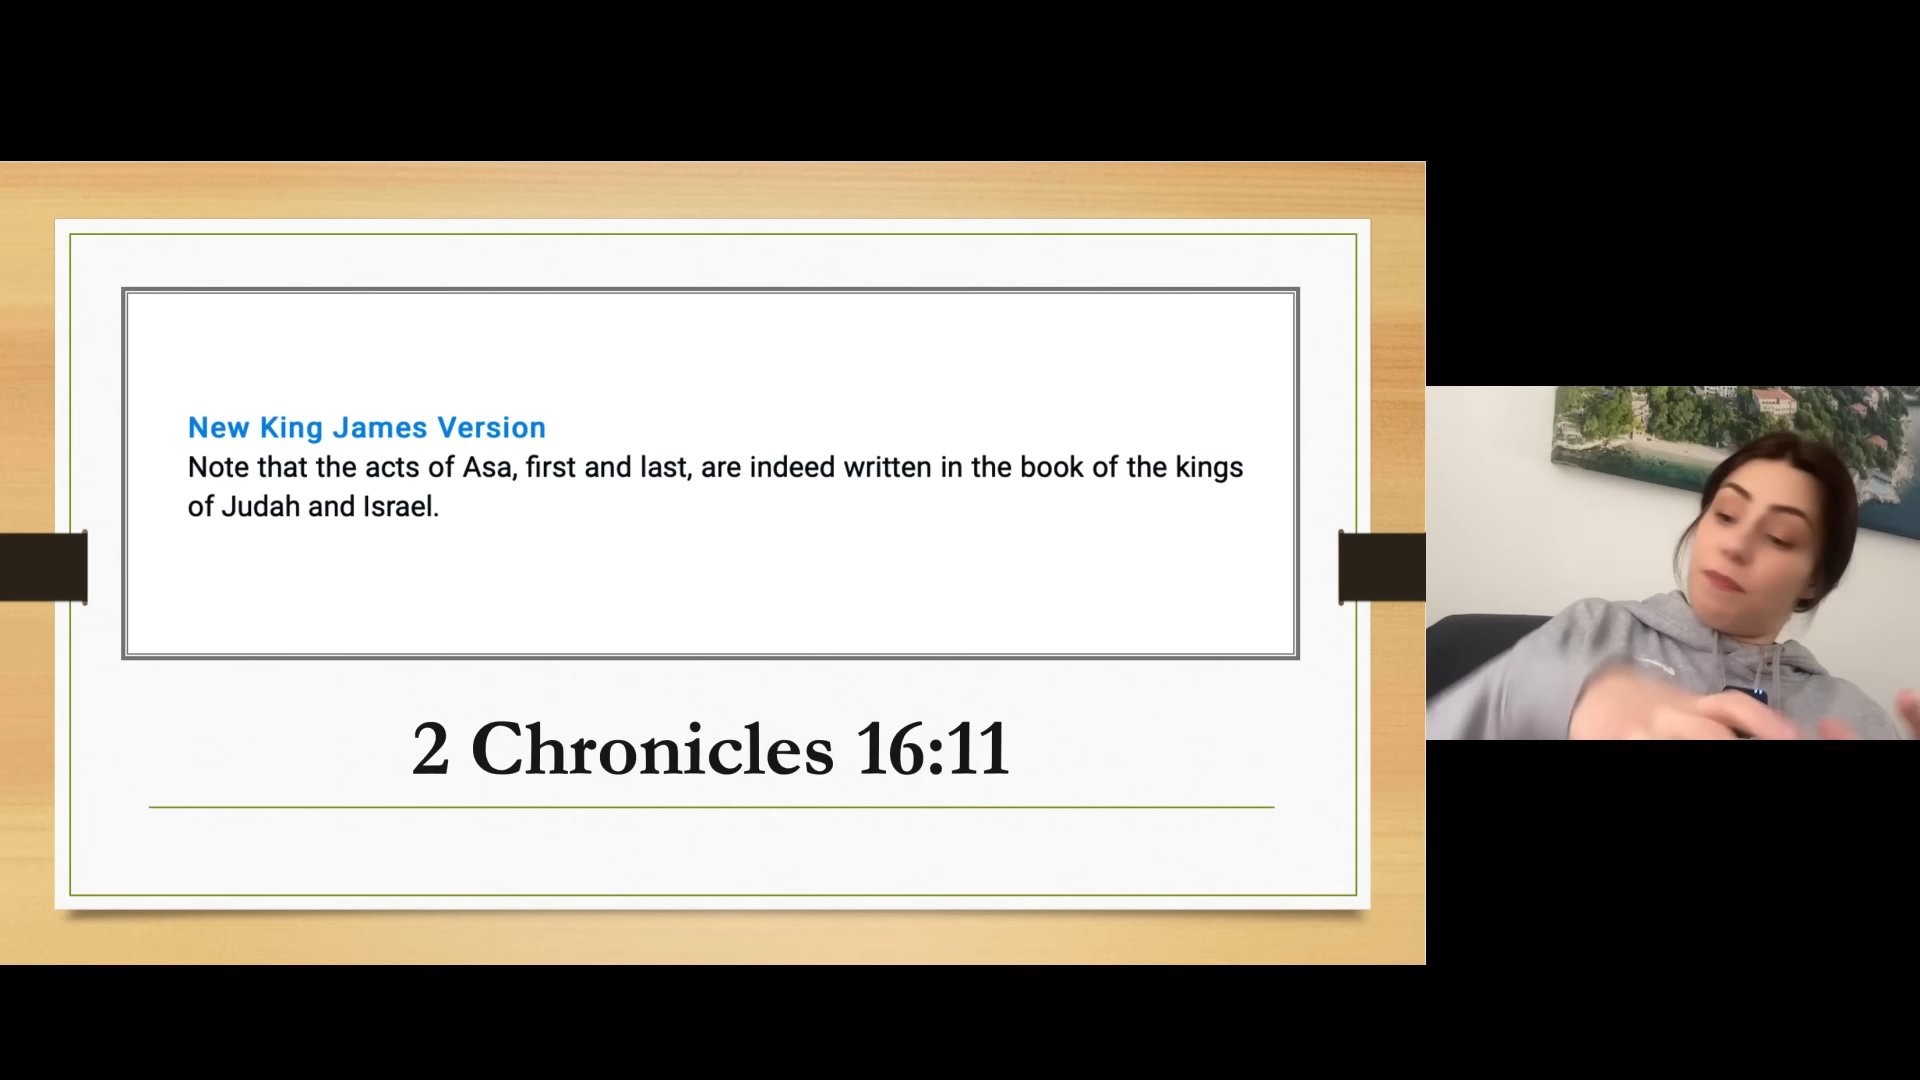 New King James Version
Note that the acts of Asa, first and last, are indeed written in the book of the kings
of Judah and Israel.
2 Chronicles 16:11